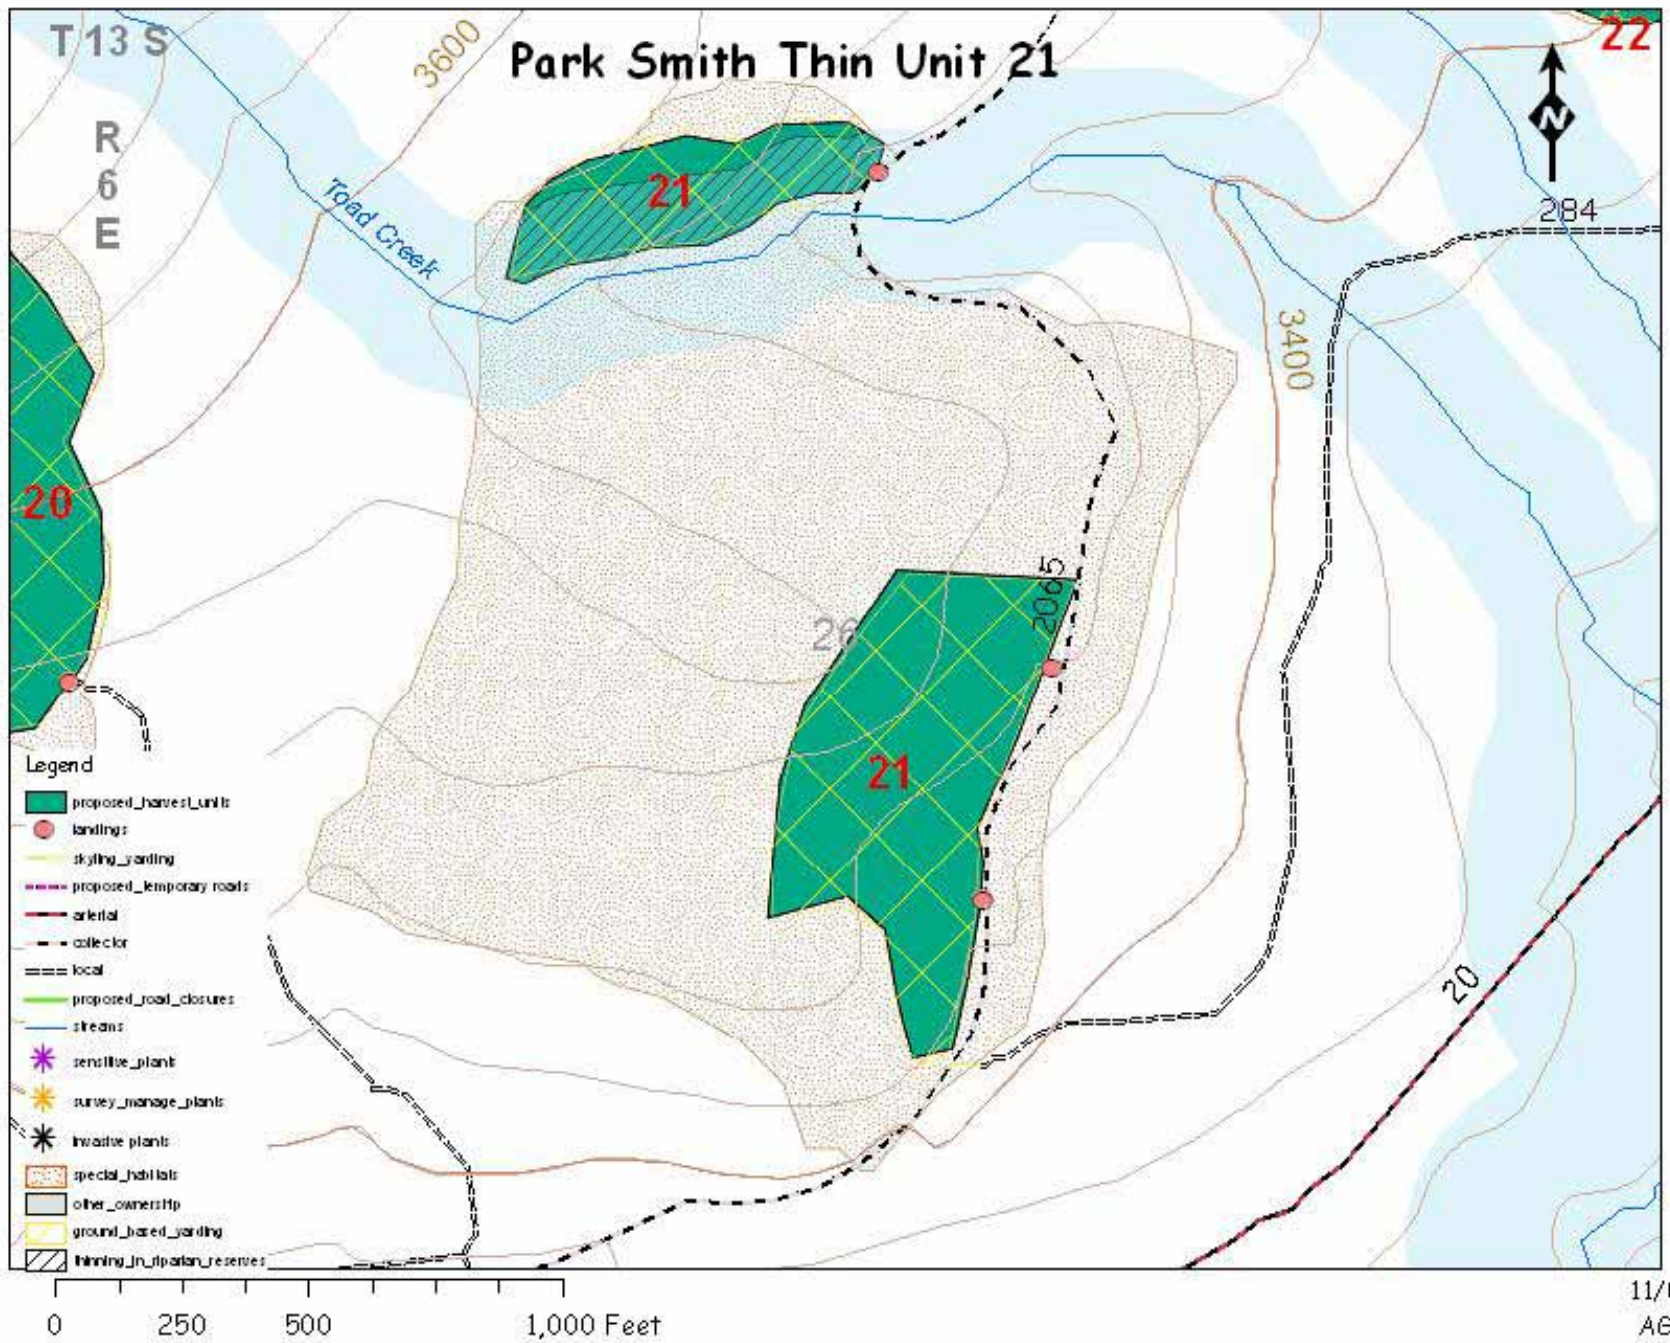 T 13 S
R
6
E
3600
Park Smith Thin Unit 21
22
Toad Creek
21
284
3400
20
2065
26
21
20
Legend
proposed_harvest_units
landings
skyline_yarding
proposed_temporary roads
arterial
collector
local
proposed_road_closures
streams
sensitive_plants
survey_manage_plants
invasive plants
special_habitats
other_ownership
ground_based_yarding
thinning_in_riparian_reserves
0 250 500 1,000 Feet
11/